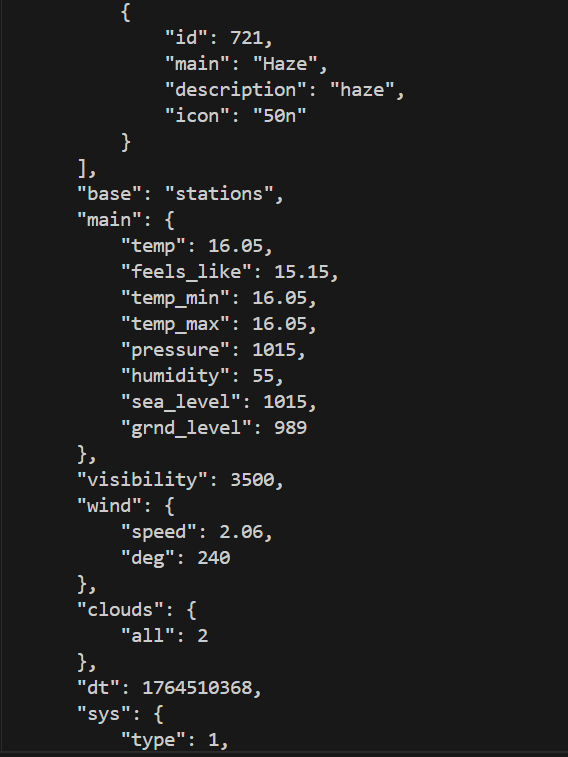 {
"id": 721,
"main": "Haze",
"description": "haze",
"icon": "50n"
}
],
"base": "stations",
"main": {
"temp": 16.05,
"feels_like": 15.15,
"temp_min": 16.05,
"temp_max": 16.05,
"pressure": 1015,
"humidity": 55,
"sea_level": 1015,
"grnd_level": 989
},
"visibility": 3500,
"wind": {
"speed": 2.06,
"deg": 240
},
"clouds": {
"all": 2
},
"dt": 1764510368,
"sys": {
"type": 1,